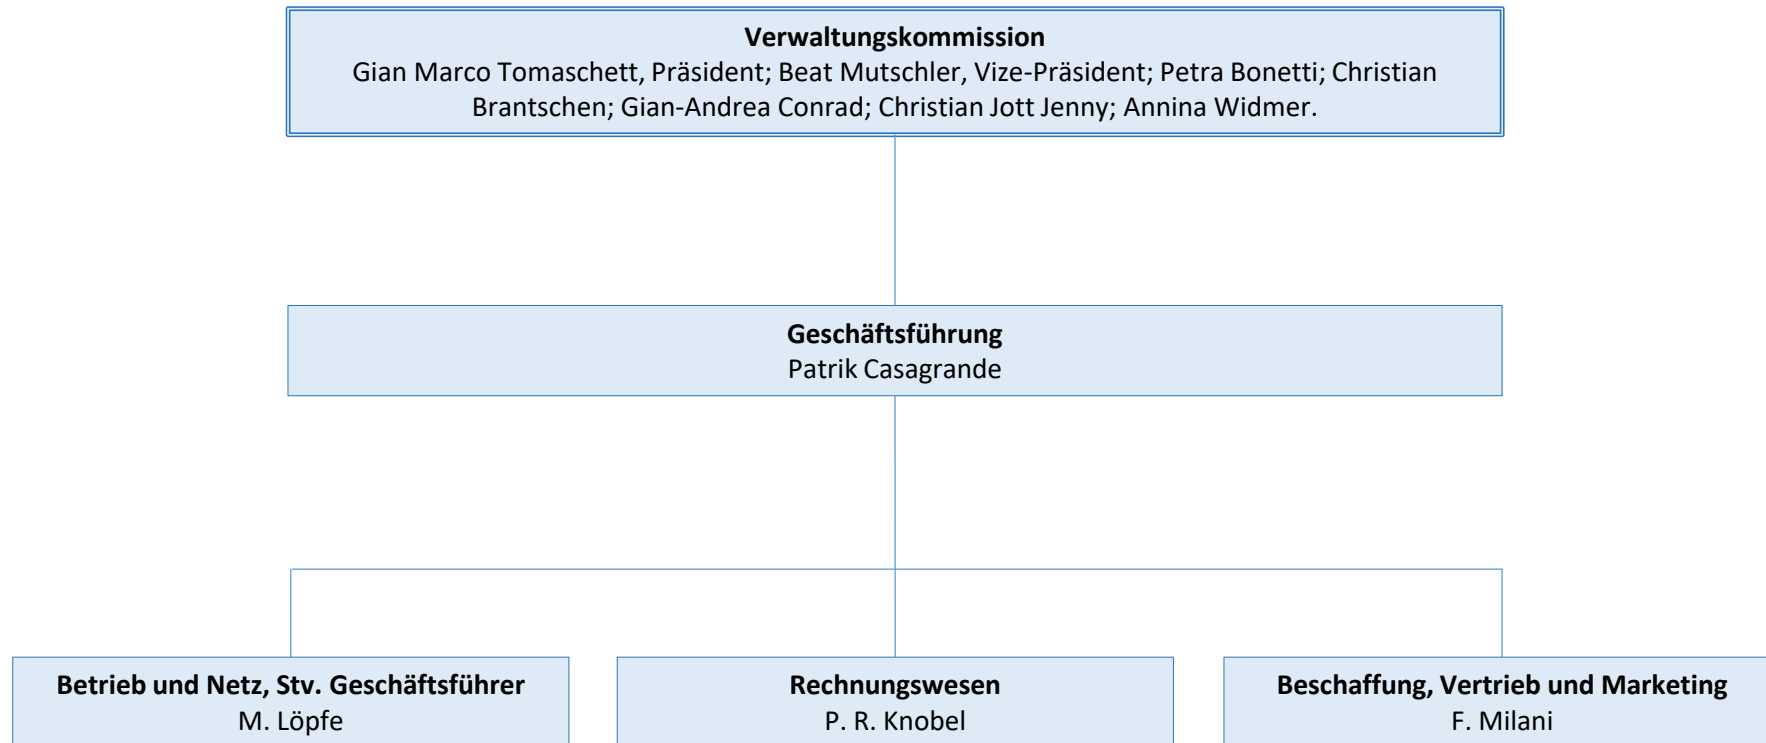 Verwaltungskommission
Gian Marco Tomaschett, Präsident; Beat Mutschler, Vize-Präsident; Petra Bonetti; Christian
Brantschen; Gian-Andrea Conrad; Christian Jott Jenny; Annina Widmer.
Geschäftsführung
Patrik Casagrande
Betrieb und Netz, Stv. Geschäftsführer
M. Löpfe
Rechnungswesen
P. R. Knobel
Beschaffung, Vertrieb und Marketing
F. Milani